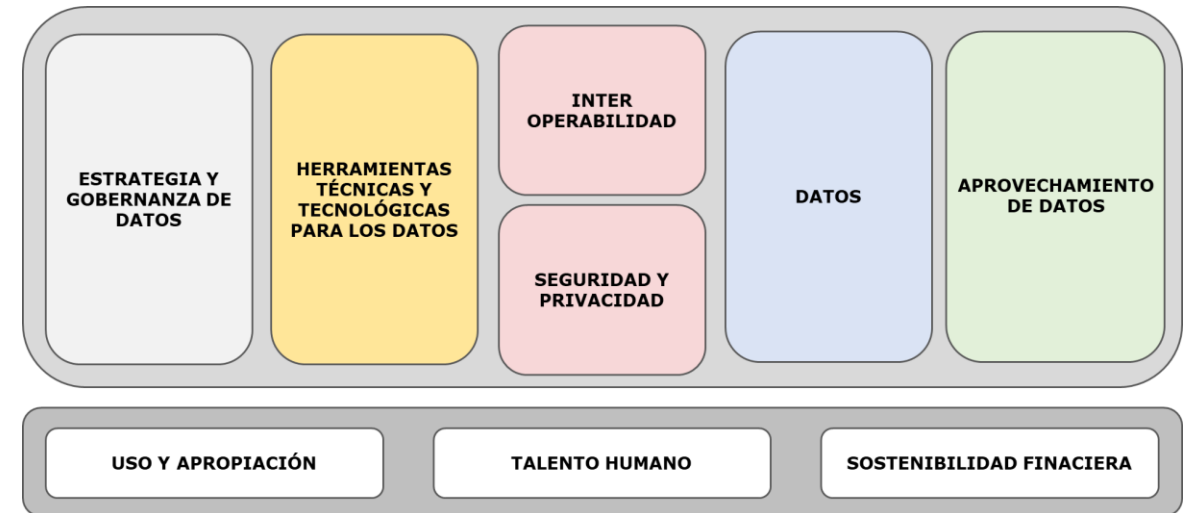 ESTRATEGIA Y
GOBERNANZA DE
DATOS
HERRAMIENTAS
TÉCNICAS Y
TECNOLÓGICAS
PARA LOS DATOS
INTER
OPERABILIDAD
SEGURIDAD Y
PRIVACIDAD
DATOS
APROVECHAMIENTO
DE DATOS
USO Y APROPIACIÓN
TALENTO HUMANO
SOSTENIBILIDAD FINACIERA